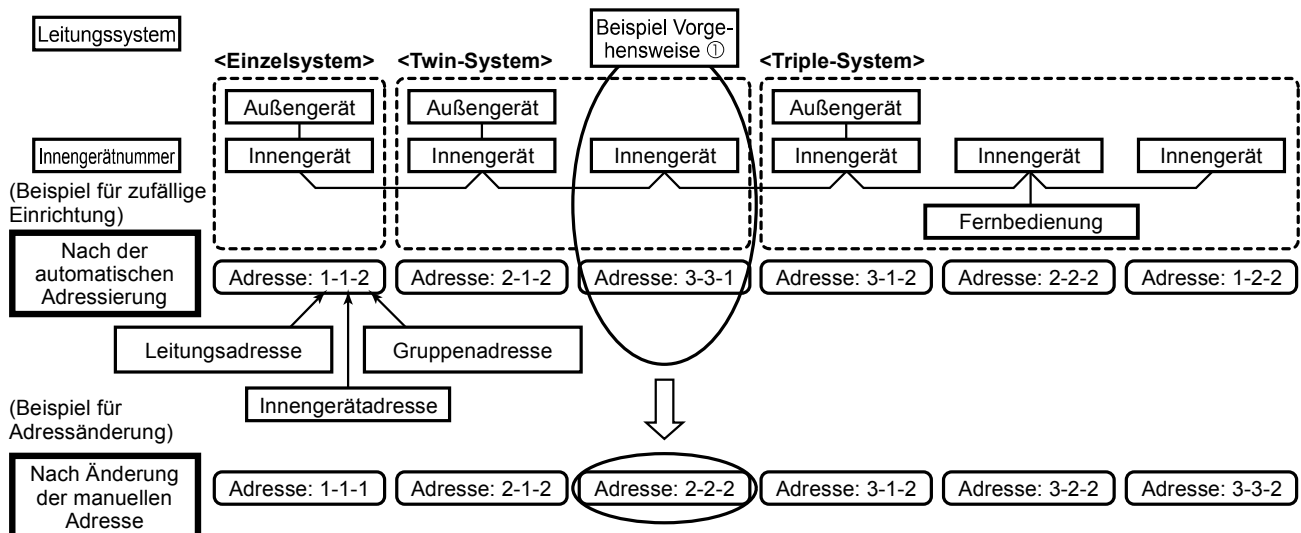 Leitungssystem
Beispiel Vorge-
hensweise ①
<Einzelsystem> <Twin-System> <Triple-System>
Außengerät Außengerät Außengerät
Innengerätnummer Innengerät Innengerät Innengerät Innengerät Innengerät Innengerät
(Beispiel für zufällige
Einrichtung)
Fernbedienung
Nach der
automatischen
Adressierung
Adresse: 1-1-2 Adresse: 2-1-2 Adresse: 3-3-1 Adresse: 3-1-2 Adresse: 2-2-2 Adresse: 1-2-2
Leitungsadresse Gruppenadresse
Innengerätadresse
(Beispiel für
Adressänderung)
Nach Änderung
der manuellen
Adresse
Adresse: 1-1-1 Adresse: 2-1-2 Adresse: 2-2-2 Adresse: 3-1-2 Adresse: 3-2-2 Adresse: 3-3-2